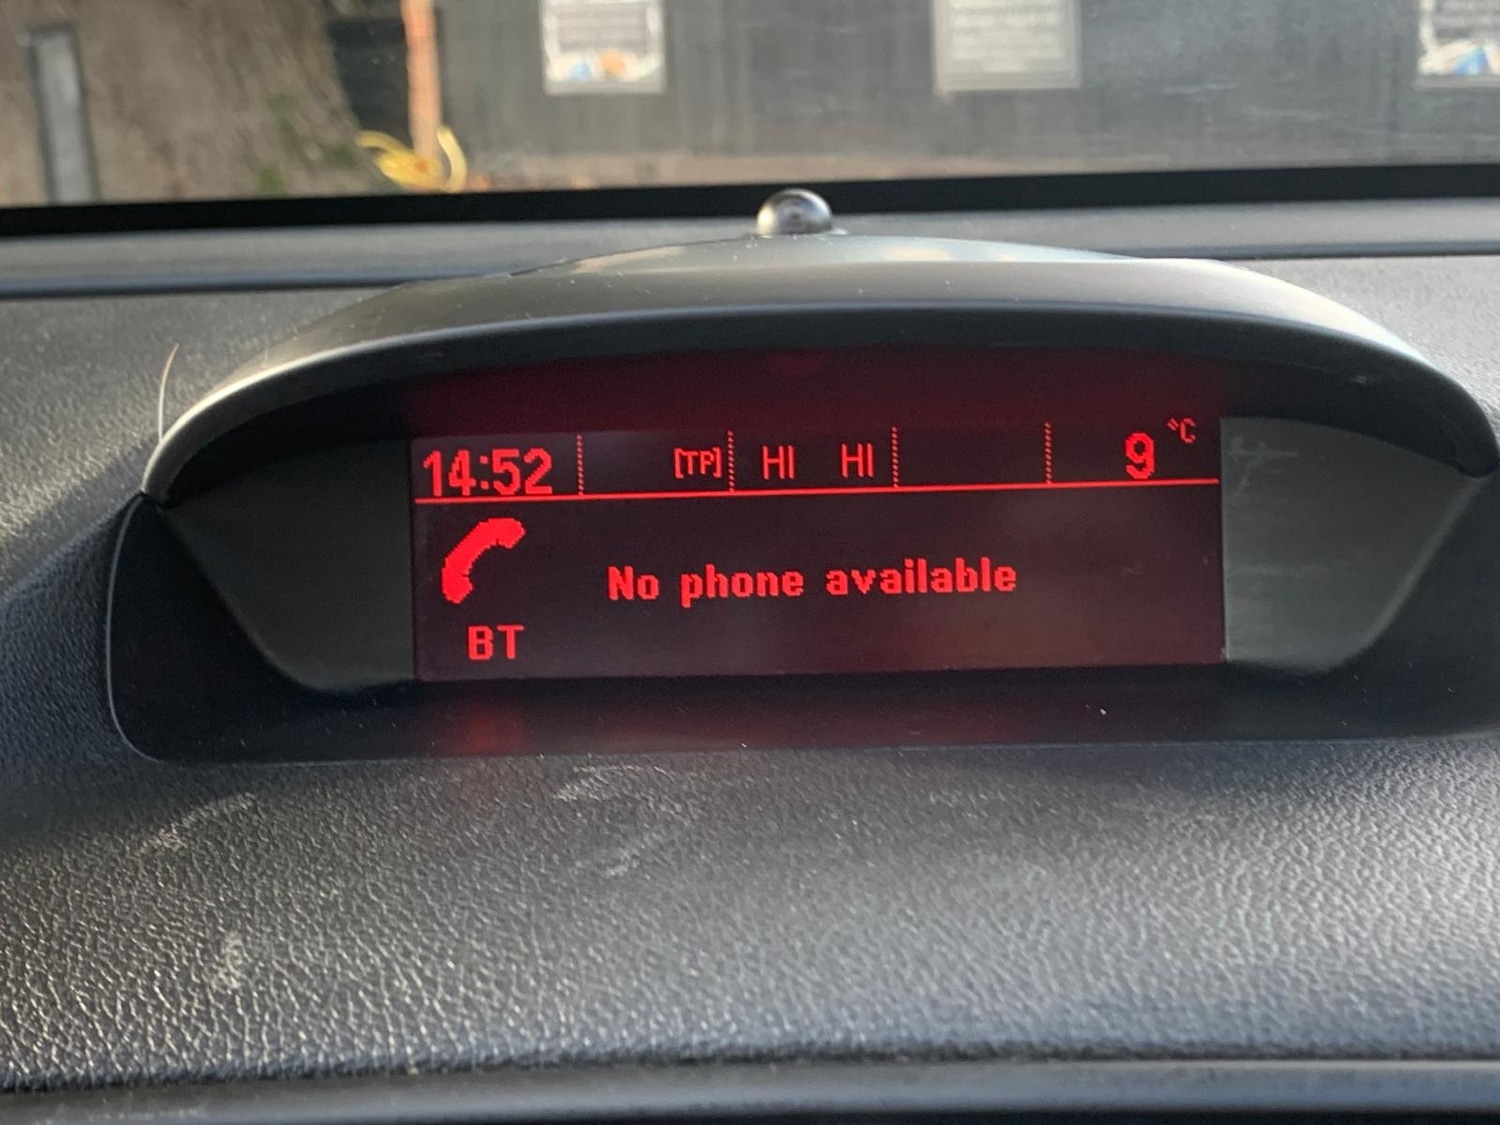 14:52 [TP] HI HI 9 °C
No phone available
BT